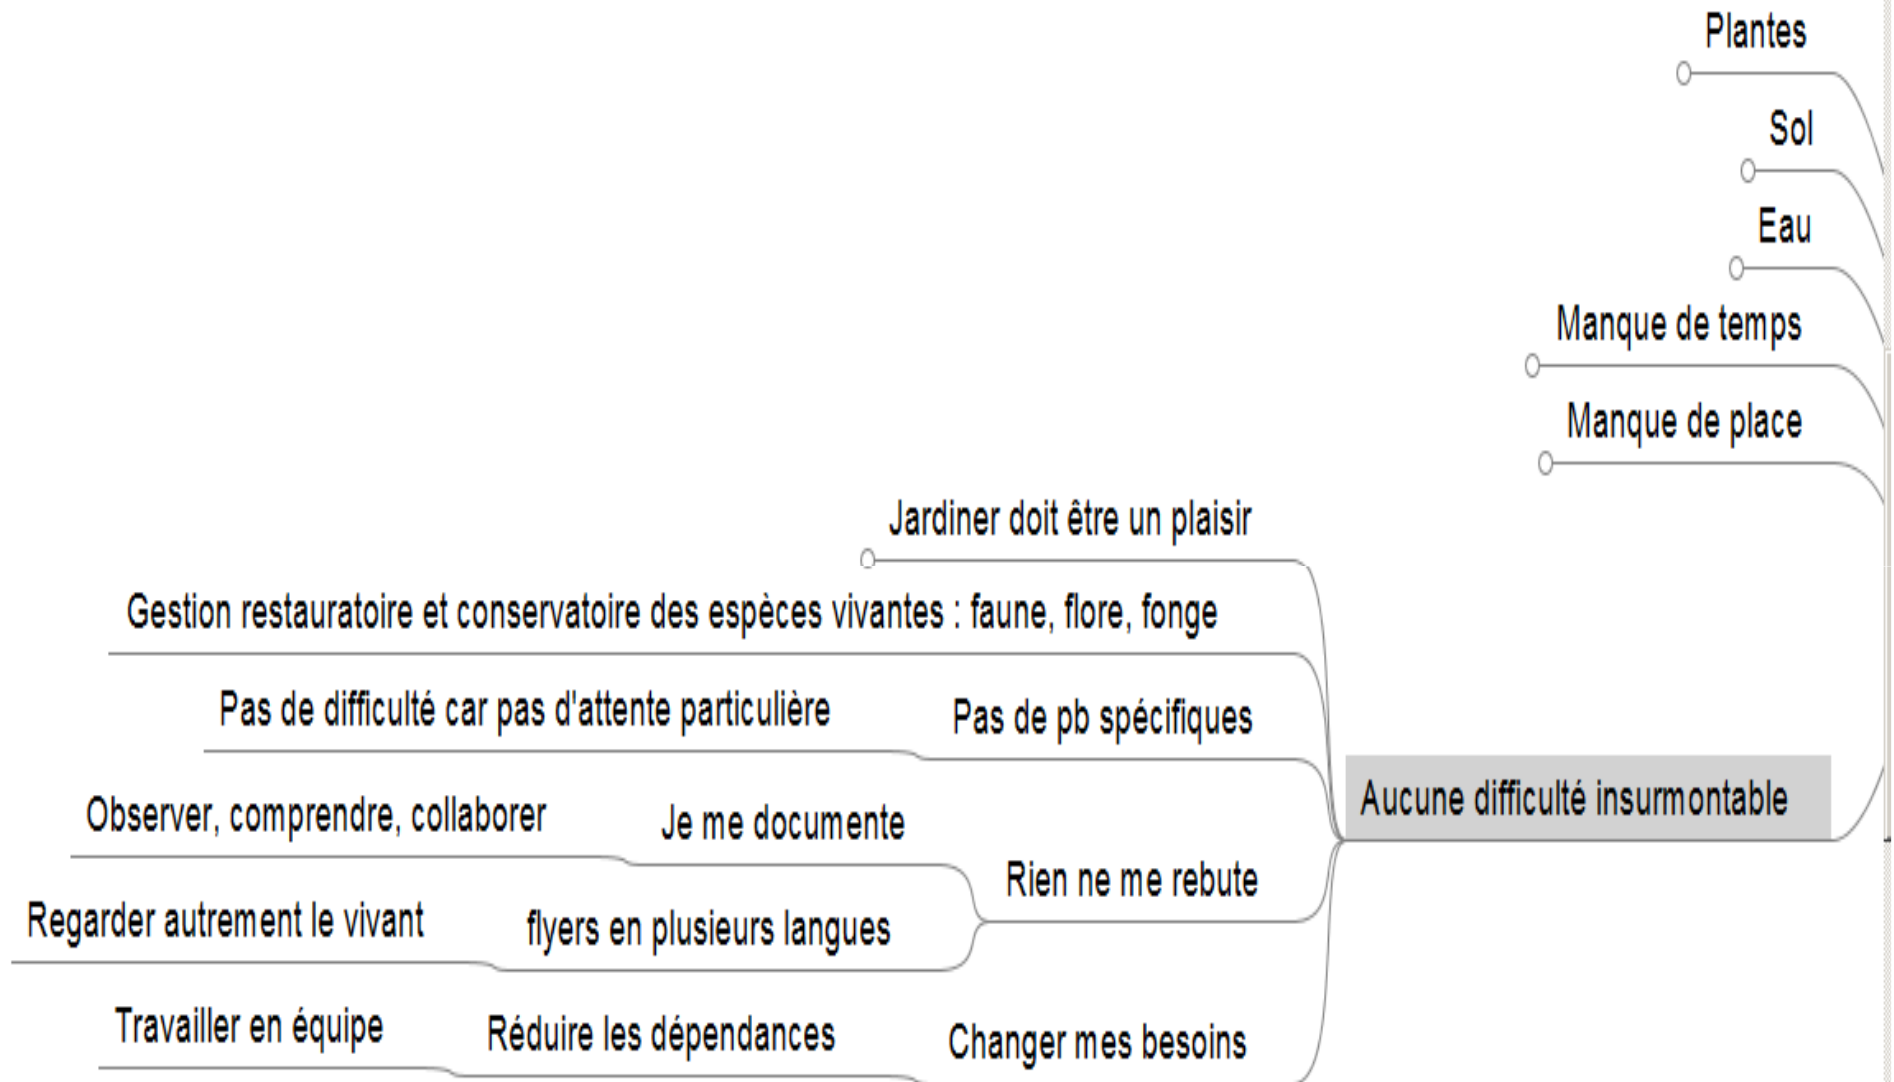 Plantes
Sol
Eau
Manque de temps
Manque de place
Jardiner doit être un plaisir
Gestion restauratoire et conservatoire des espèces vivantes : faune, flore, fonge
Pas de difficulté car pas d'attente particulière
Pas de pb spécifiques
Aucune difficulté insurmontable
Observer, comprendre, collaborer
Je me documente
Rien ne me rebute
Regarder autrement le vivant
flyers en plusieurs langues
Travailler en équipe
Réduire les dépendances
Changer mes besoins